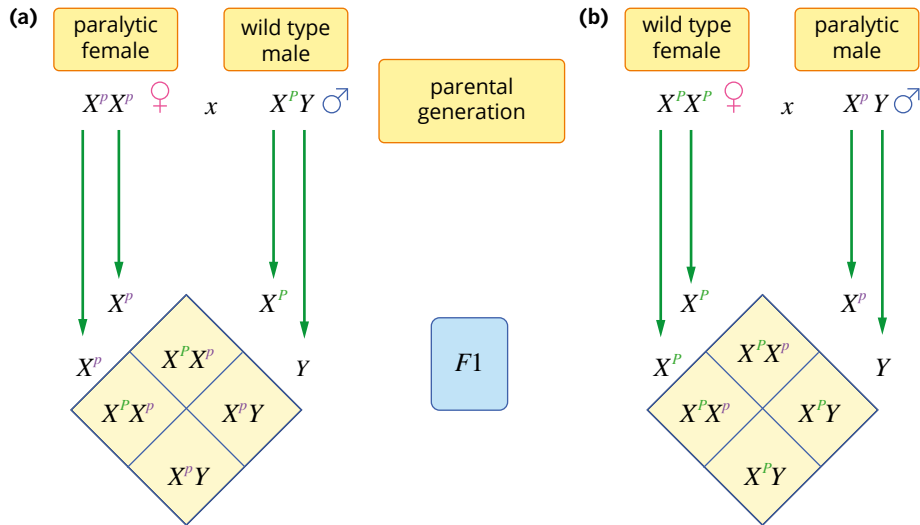 (a)
paralytic
female
wild type
male
X^p X^p ♀ x X^P Y ♂
parental
generation
(b)
wild type
female
paralytic
male
X^P X^P ♀ x X^p Y ♂
X^p
X^P
X^p
Y
X^P X^p
X^P X^p
X^p Y
X^p Y
F1
X^P
X^p
X^P
Y
X^P X^p
X^P X^p
X^P Y
X^P Y